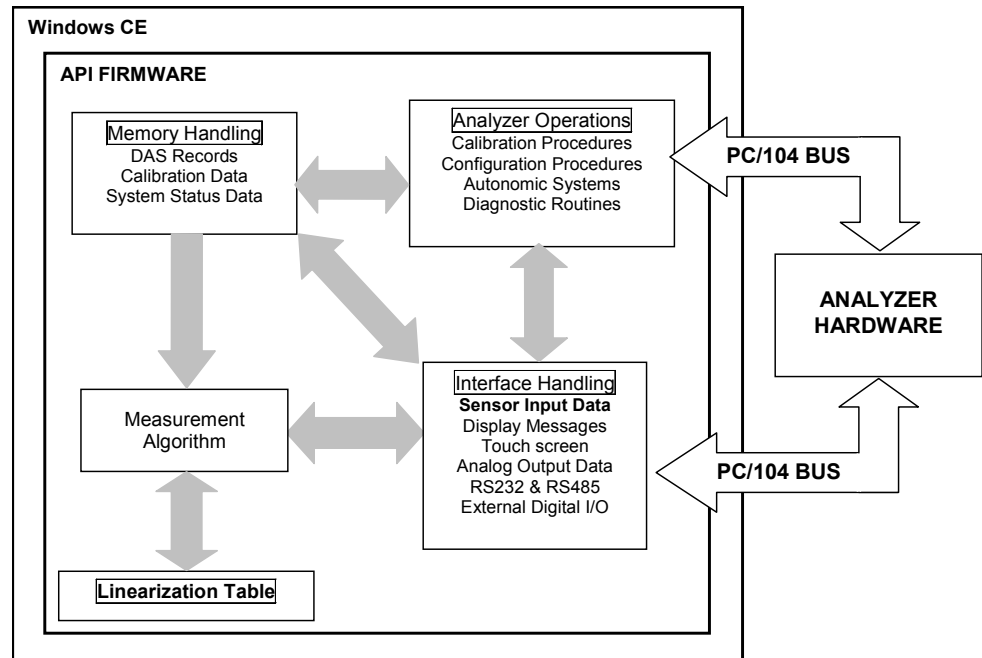 Windows CE
API FIRMWARE
Memory Handling
DAS Records
Calibration Data
System Status Data
Analyzer Operations
Calibration Procedures
Configuration Procedures
Autonomic Systems
Diagnostic Routines
PC/104 BUS
ANALYZER
HARDWARE
Measurement
Algorithm
Interface Handling
Sensor Input Data
Display Messages
Touch screen
Analog Output Data
RS232 & RS485
External Digital I/O
PC/104 BUS
Linearization Table